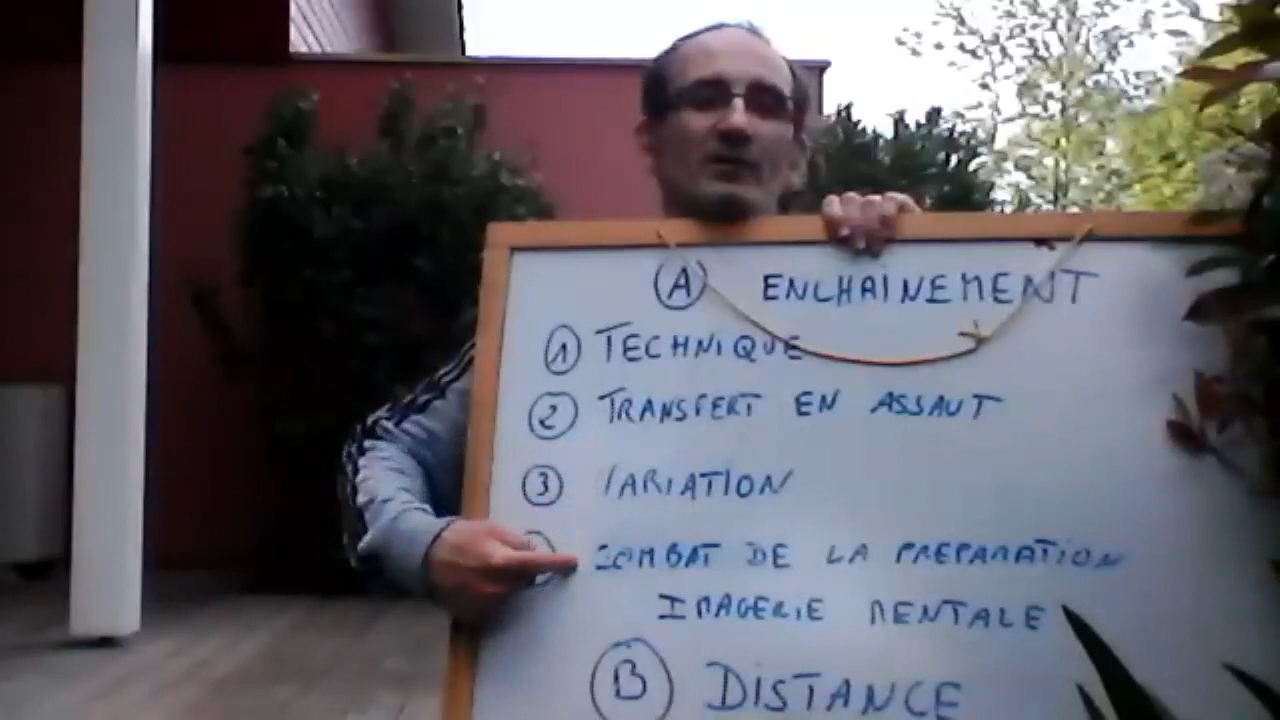 A ENCHAINEMENT
1 TECHNIQUE
2 TRANSFERT EN ASSAUT
3 VARIATION
COMBAT DE LA PREPARATION
IMAGERIE MENTALE
B DISTANCE